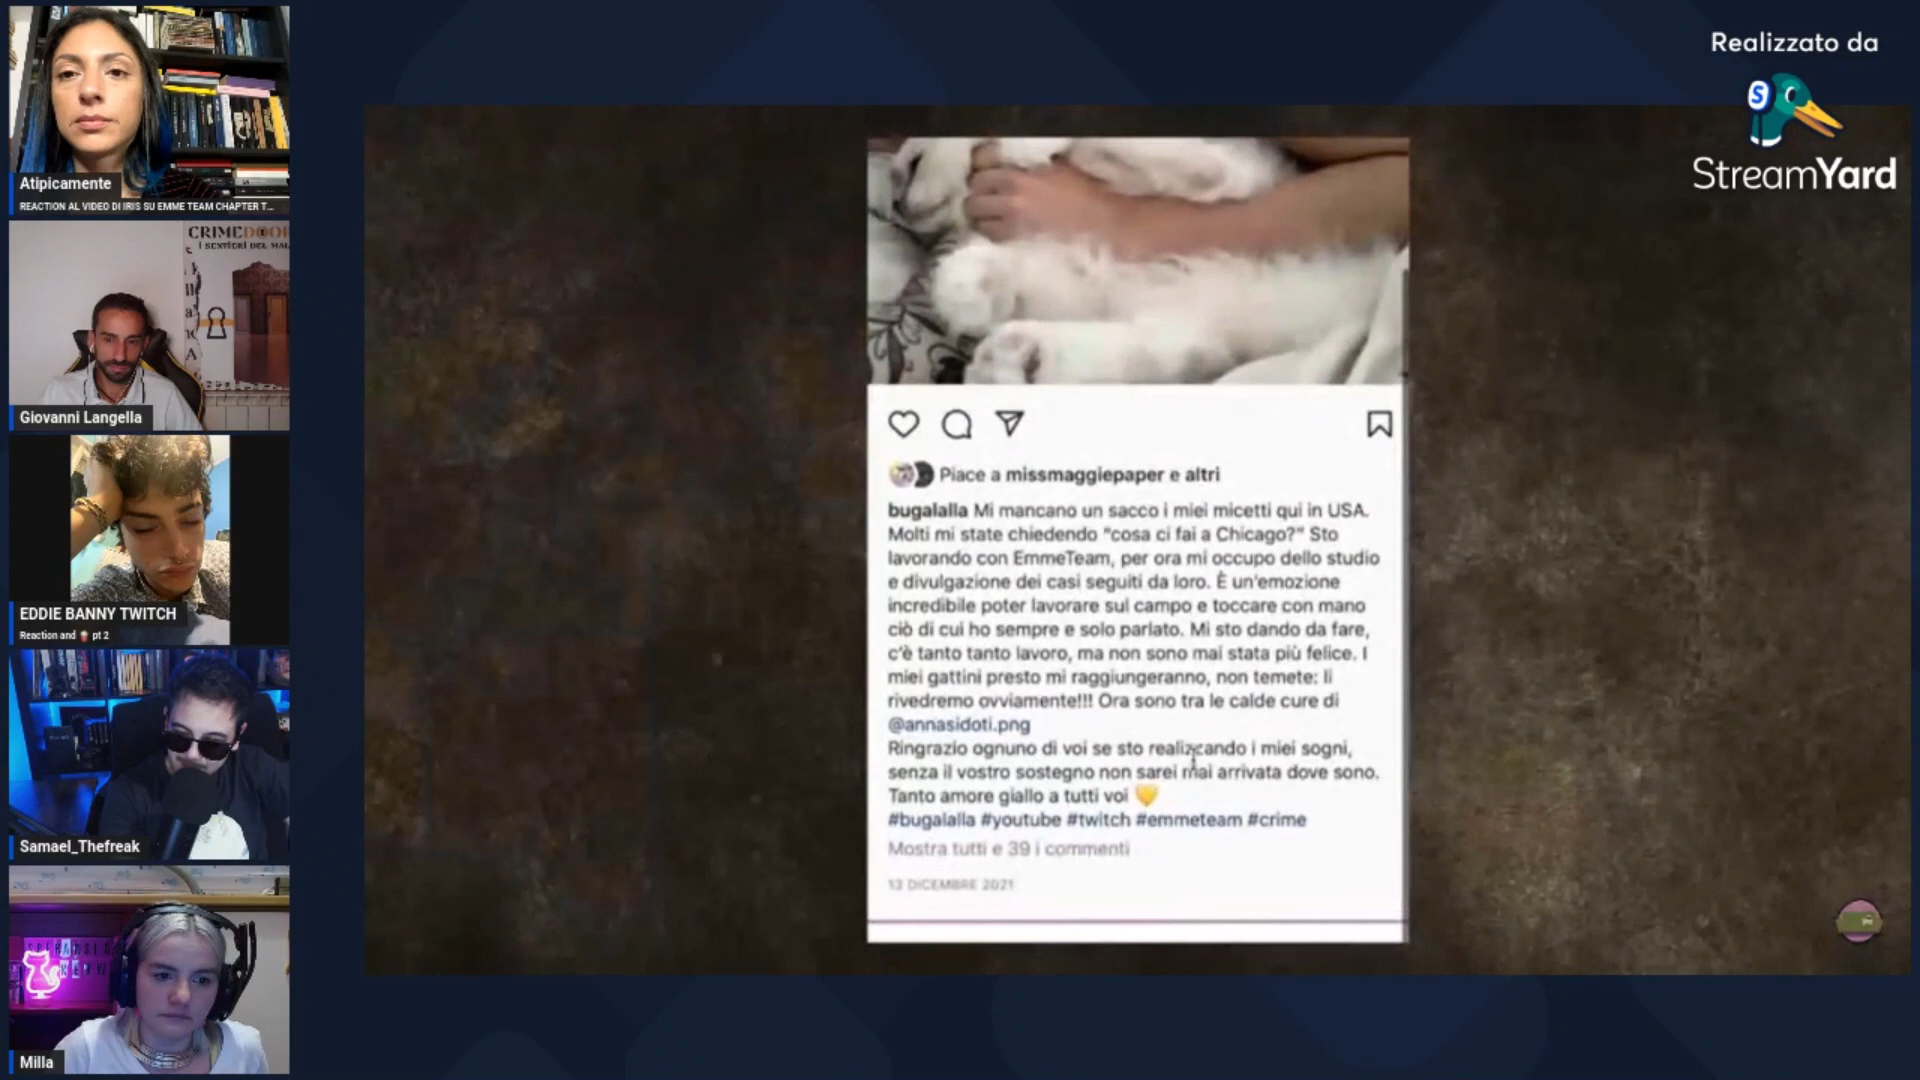 Atipicamente
REACTION AL VIDEO DI IRIS SU EMME TEAM CHAPTER T...
CRIMEDOOR
I SENTIERI DEL MAL
Giovanni Langella
EDDIE BANNY TWITCH
Reaction and pt 2
Samael_Thefreak
Milla
Realizzato da
StreamYard
Piace a missmaggiepaper e altri
bugalalla Mi mancano un sacco i miei micetti qui in USA.
Molti mi state chiedendo "cosa ci fai a Chicago?" Sto
lavorando con EmmeTeam, per ora mi occupo dello studio
e divulgazione dei casi seguiti da loro. È un'emozione
incredibile poter lavorare sul campo e toccare con mano
ciò di cui ho sempre e solo parlato. Mi sto dando da fare,
c'è tanto tanto lavoro, ma non sono mai stata più felice. I
miei gattini presto mi raggiungeranno, non temete: li
rivedremo ovviamente!!! Ora sono tra le calde cure di
@annasidoti.png
Ringrazio ognuno di voi se sto realizzando i miei sogni,
senza il vostro sostegno non sarei mai arrivata dove sono.
Tanto amore giallo a tutti voi 💛
#bugalalla #youtube #twitch #emmeteam #crime
Mostra tutti e 39 i commenti
13 DICEMBRE 2021